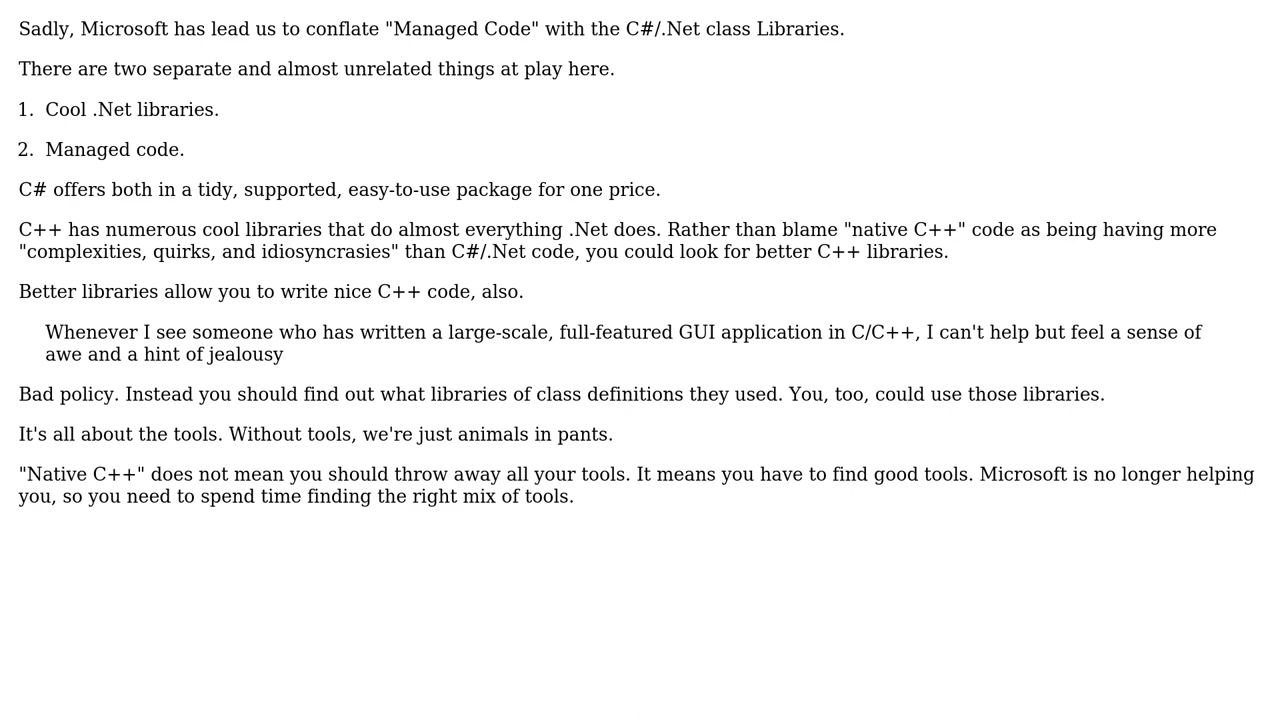 Sadly, Microsoft has lead us to conflate "Managed Code" with the C#/.Net class Libraries.
There are two separate and almost unrelated things at play here.
1. Cool .Net libraries.
2. Managed code.
C# offers both in a tidy, supported, easy-to-use package for one price.
C++ has numerous cool libraries that do almost everything .Net does. Rather than blame "native C++" code as being having more
"complexities, quirks, and idiosyncrasies" than C#/.Net code, you could look for better C++ libraries.
Better libraries allow you to write nice C++ code, also.
Whenever I see someone who has written a large-scale, full-featured GUI application in C/C++, I can't help but feel a sense of
awe and a hint of jealousy
Bad policy. Instead you should find out what libraries of class definitions they used. You, too, could use those libraries.
It's all about the tools. Without tools, we're just animals in pants.
"Native C++" does not mean you should throw away all your tools. It means you have to find good tools. Microsoft is no longer helping
you, so you need to spend time finding the right mix of tools.